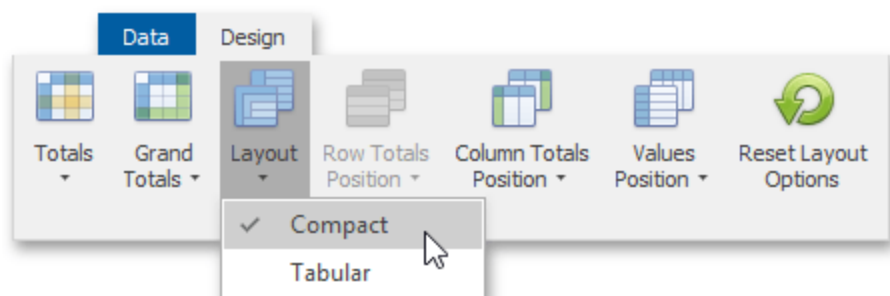 Data Design
Totals Grand Layout Row Totals Column Totals Values Reset Layout
Totals Position Position Position Options
Compact
Tabular